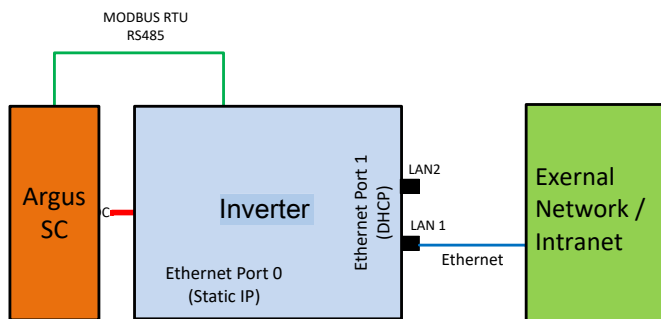 MODBUS RTU
RS485
Argus
SC
Inverter
Ethernet Port 0
(Static IP)
Ethernet Port 1
(DHCP)
LAN2
LAN 1
Ethernet
Exernal
Network /
Intranet